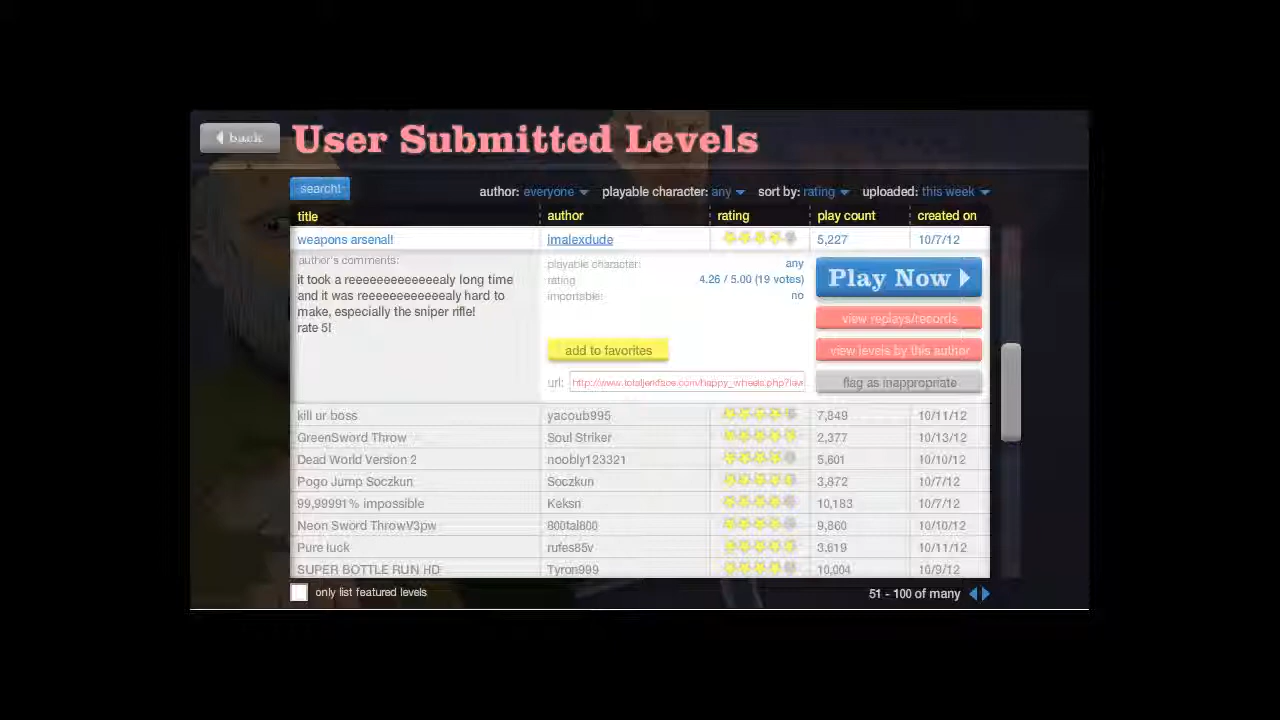 back
User Submitted Levels
search!
author: everyone playable character: any sort by: rating uploaded: this week
title author rating play count created on
weapons arsenal! imalexdude 5,227 10/7/12
author's comments:
it took a reeeeeeeeeeeealy long time
and it was reeeeeeeeeeeealy hard to
make, especially the sniper rifle!
rate 5!
playable character: any
rating 4.26 / 5.00 (19 votes)
importable: no
Play Now
view replays/records
add to favorites
view levels by this author
url: http://www.totaljerkface.com/happy_wheels.php?lev
flag as inappropriate
kill ur boss yacoub995 7,849 10/11/12
GreenSword Throw Soul Striker 2,377 10/13/12
Dead World Version 2 noobly123321 5,601 10/10/12
Pogo Jump Soczkun Soczkun 3,872 10/7/12
99,99991% impossible Keksn 10,183 10/7/12
Neon Sword ThrowV3pw 800tal800 9,860 10/10/12
Pure luck rufes85v 3,619 10/11/12
SUPER BOTTLE RUN HD Tyron999 10,004 10/9/12
only list featured levels
51 - 100 of many